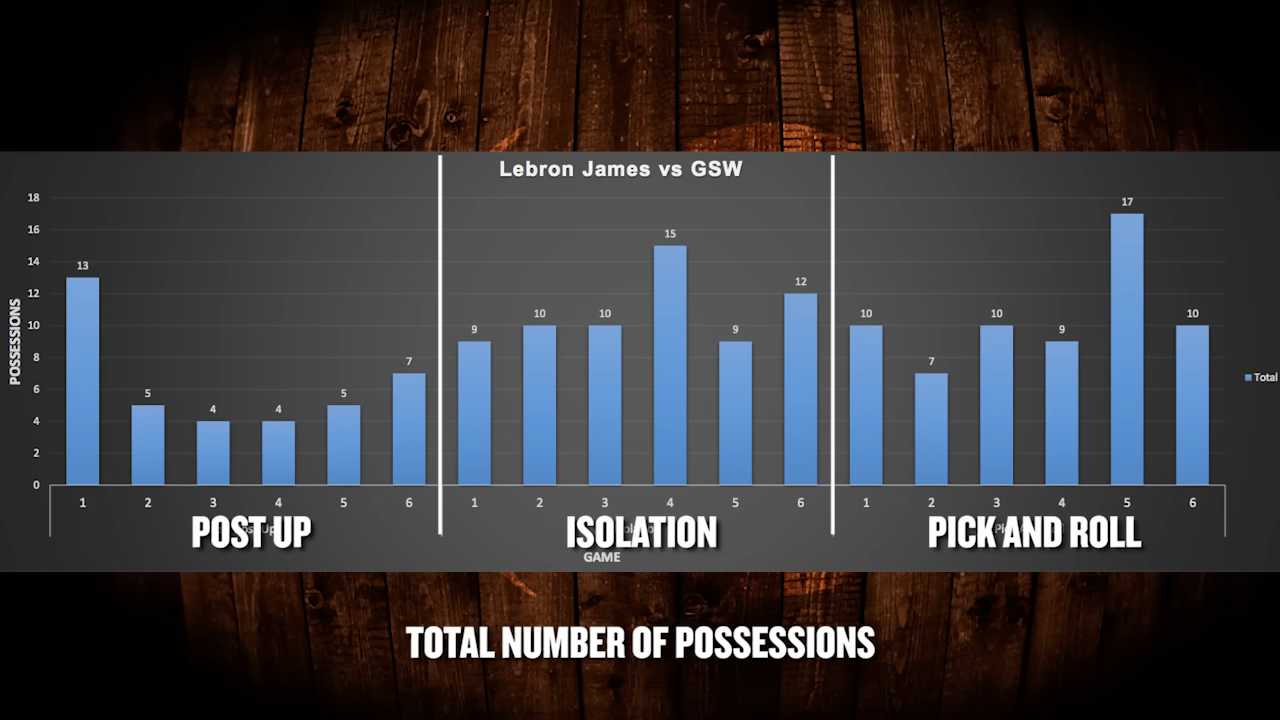 Lebron James vs GSW
18
16
14
12
10
8
6
4
2
0
POSSESSIONS
13 5 4 4 5 7
9 10 10 15 9 12
10 7 10 9 17 10
1 2 3 4 5 6
1 2 3 4 5 6
1 2 3 4 5 6
POST UP
ISOLATION
PICK AND ROLL
GAME
Total
TOTAL NUMBER OF POSSESSIONS